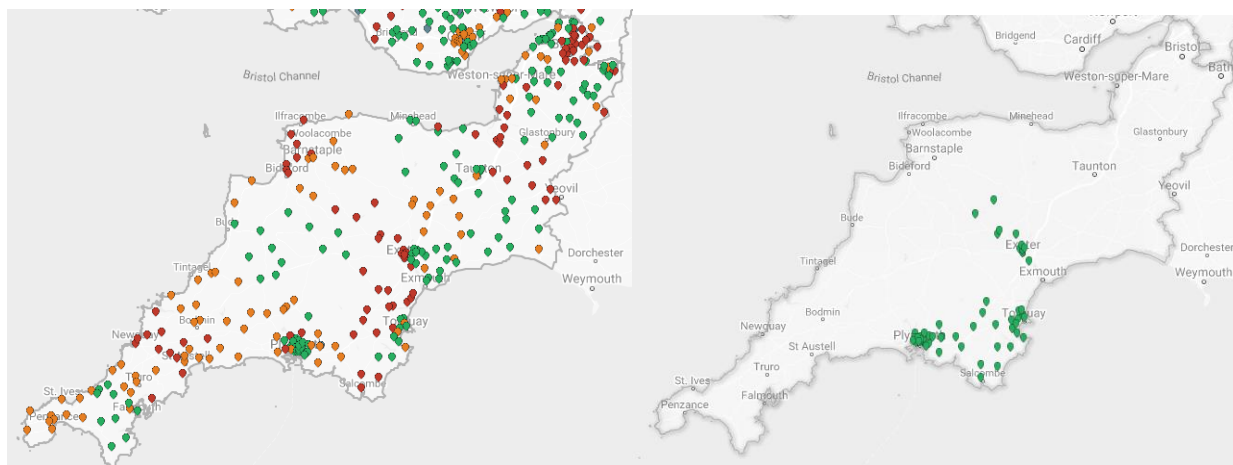 Weston-super-Mare
Bristol Channel
Ilfracombe
Minehead
Woolacombe
Glastonbury
Barnstaple
Bideford
Taunton
Yeovil
Bude
Exeter
Dorchester
Tintagel
Exmouth
Weymouth
Bodmin
Torquay
Newquay
St Austell
Truro
Salcombe
St. Ives
Falmouth
Penzance
Bridgend
Cardiff
Bristol
Bath
Bristol Channel
Weston-super-Mare
Ilfracombe
Minehead
Woolacombe
Glastonbury
Barnstaple
Bideford
Taunton
Yeovil
Bude
Exeter
Dorchester
Tintagel
Exmouth
Weymouth
Bodmin
Torquay
Newquay
Plymouth
St Austell
Truro
Salcombe
St. Ives
Falmouth
Penzance